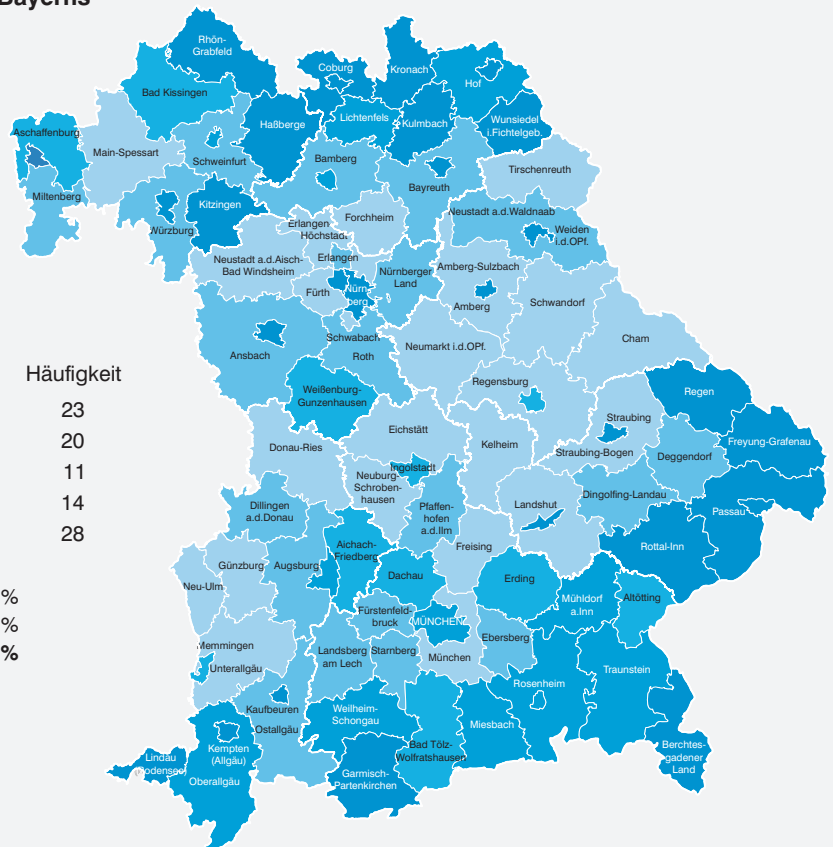 Bayerns
Rhön-
Grabfeld
Coburg
Kronach
Hof
Bad Kissingen
Lichtenfels
Kulmbach
Wunsiedel
i.Fichtelgeb.
Haßberge
Aschaffenburg
Main-Spessart
Schweinfurt
Bamberg
Bayreuth
Tirschenreuth
Miltenberg
Kitzingen
Würzburg
Forchheim
Neustadt a.d.Waldnaab
Weiden
i.d.OPf.
Erlangen
Höchstadt
Erlangen
Neustadt a.d.Aisch-
Bad Windsheim
Fürth
Nürn-
berg
Nürnberger
Land
Amberg-Sulzbach
Amberg
Schwandorf
Ansbach
Schwabach
Roth
Neumarkt i.d.OPf.
Cham
Häufigkeit
23
20
11
14
28
%
%
%
Weißenburg-
Gunzenhausen
Regensburg
Regen
Straubing
Straubing-Bogen
Freyung-Grafenau
Deggendorf
Eichstätt
Kelheim
Donau-Ries
Ingolstadt
Neuburg-
Schroben-
hausen
Dingolfing-Landau
Passau
Landshut
Dillingen
a.d.Donau
Pfaffen-
hofen
a.d.Ilm
Rottal-Inn
Aichach-
Friedberg
Freising
Günzburg
Augsburg
Neu-Ulm
Dachau
Erding
Mühldorf
a.Inn
Altötting
Fürstenfeld-
bruck
MÜNCHEN
Ebersberg
München
Memmingen
Unterallgäu
Landsberg
am Lech
Starnberg
Rosenheim
Traunstein
Kaufbeuren
Ostallgäu
Weilheim-
Schongau
Miesbach
Bad Tölz-
Wolfratshausen
Kempten
(Allgäu)
Oberallgäu
Lindau
(Bodensee)
Garmisch-
Partenkirchen
Berchtes-
gadener
Land